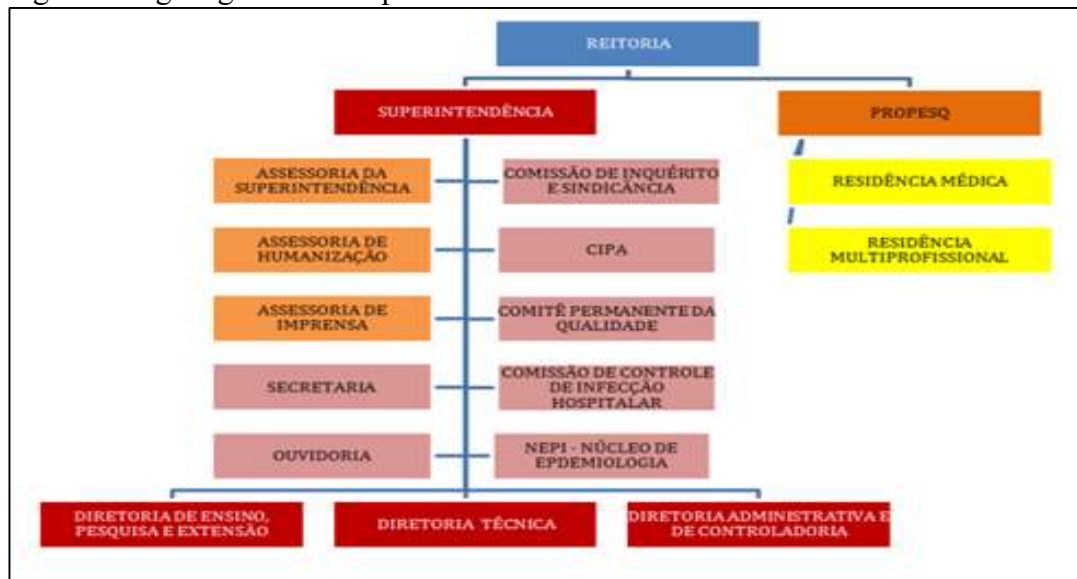 REITORIA
SUPERINTENDÊNCIA
PROPESQ
ASSESSORIA DA
SUPERINTENDÊNCIA
COMISSÃO DE INQUÉRITO
E SINDICÂNCIA
RESIDÊNCIA MÉDICA
ASSESSORIA DE
HUMANIZAÇÃO
CIPA
RESIDÊNCIA
MULTIPROFISSIONAL
ASSESSORIA DE
IMPRENSA
COMITÊ PERMANENTE DA
QUALIDADE
SECRETARIA
COMISSÃO DE CONTROLE
DE INFECÇÃO
HOSPITALAR
OUVIDORIA
NEPI - NÚCLEO DE
EPDEMIOLOGIA
DIRETORIA DE ENSINO,
PESQUISA E EXTENSÃO
DIRETORIA TÉCNICA
DIRETORIA ADMINISTRATIVA E
DE CONTROLADORIA